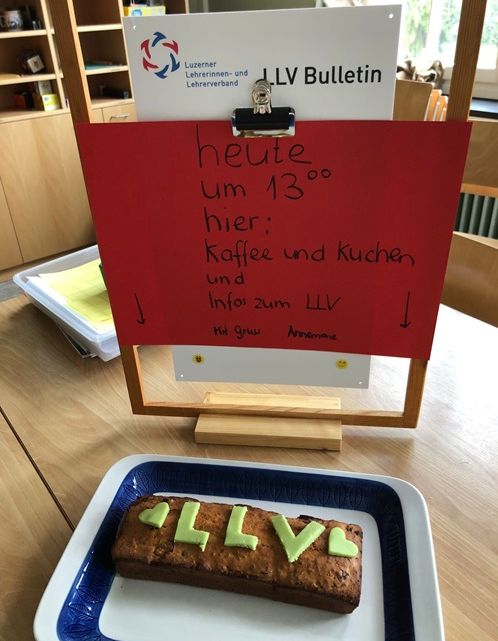 Luzerner
Lehrerinnen- und
Lehrerverband
LLV Bulletin
heute
um 13⁰⁰
hier:
Kaffee und Kuchen
und
Infos zum LLV
Mit Gruss Annemarie
LLV